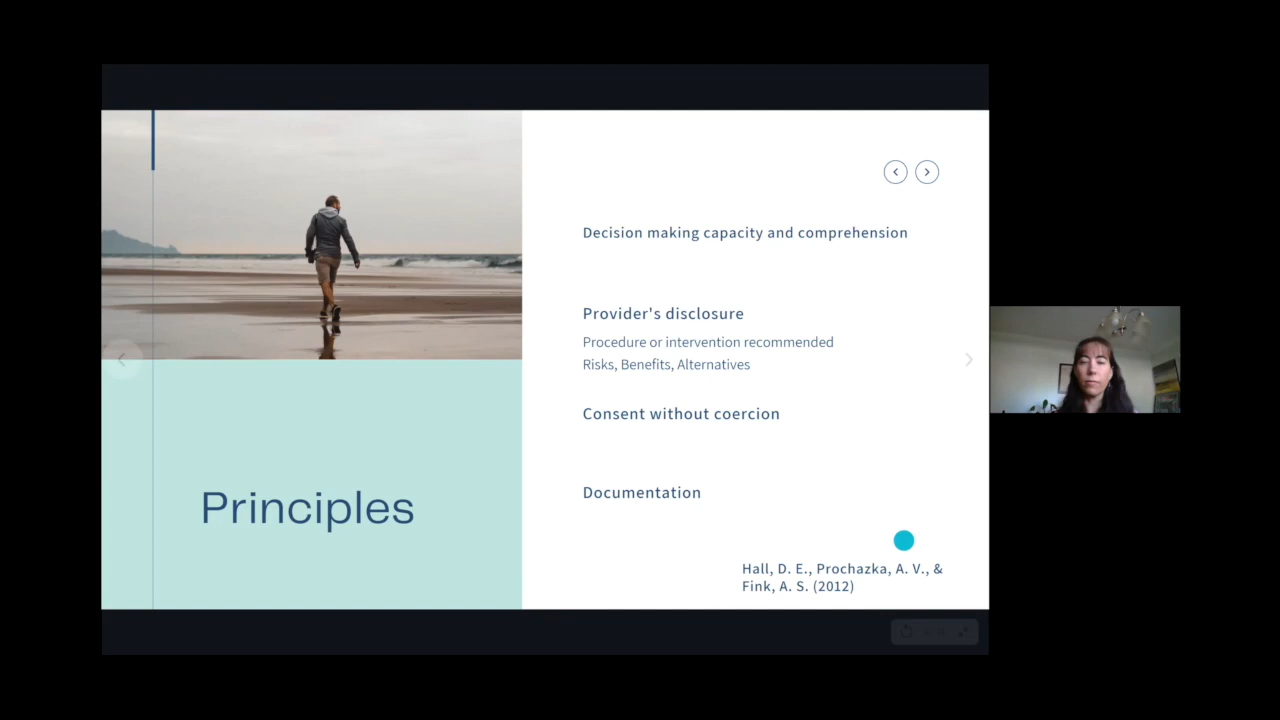 Decision making capacity and comprehension
Provider's disclosure
Procedure or intervention recommended
Risks, Benefits, Alternatives
Consent without coercion
Documentation
Principles
Hall, D. E., Prochazka, A. V., &
Fink, A. S. (2012)